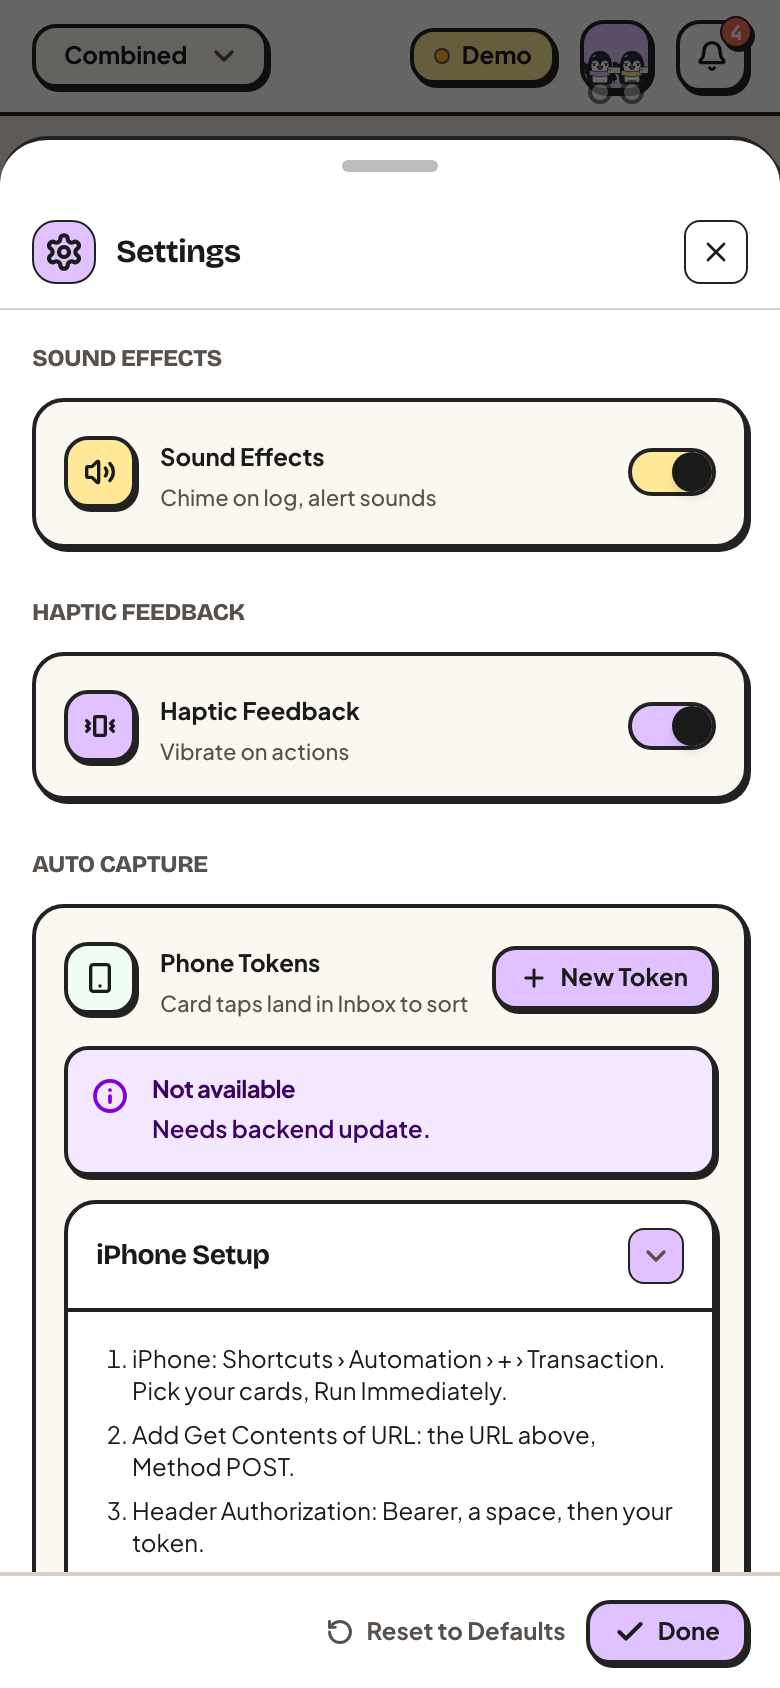 Combined
Demo
4
Settings
SOUND EFFECTS
Sound Effects
Chime on log, alert sounds
HAPTIC FEEDBACK
Haptic Feedback
Vibrate on actions
AUTO CAPTURE
Phone Tokens
Card taps land in Inbox to sort
New Token
Not available
Needs backend update.
iPhone Setup
1. iPhone: Shortcuts › Automation › + › Transaction.
Pick your cards, Run Immediately.
2. Add Get Contents of URL: the URL above,
Method POST.
3. Header Authorization: Bearer, a space, then your
token.
Reset to Defaults
Done